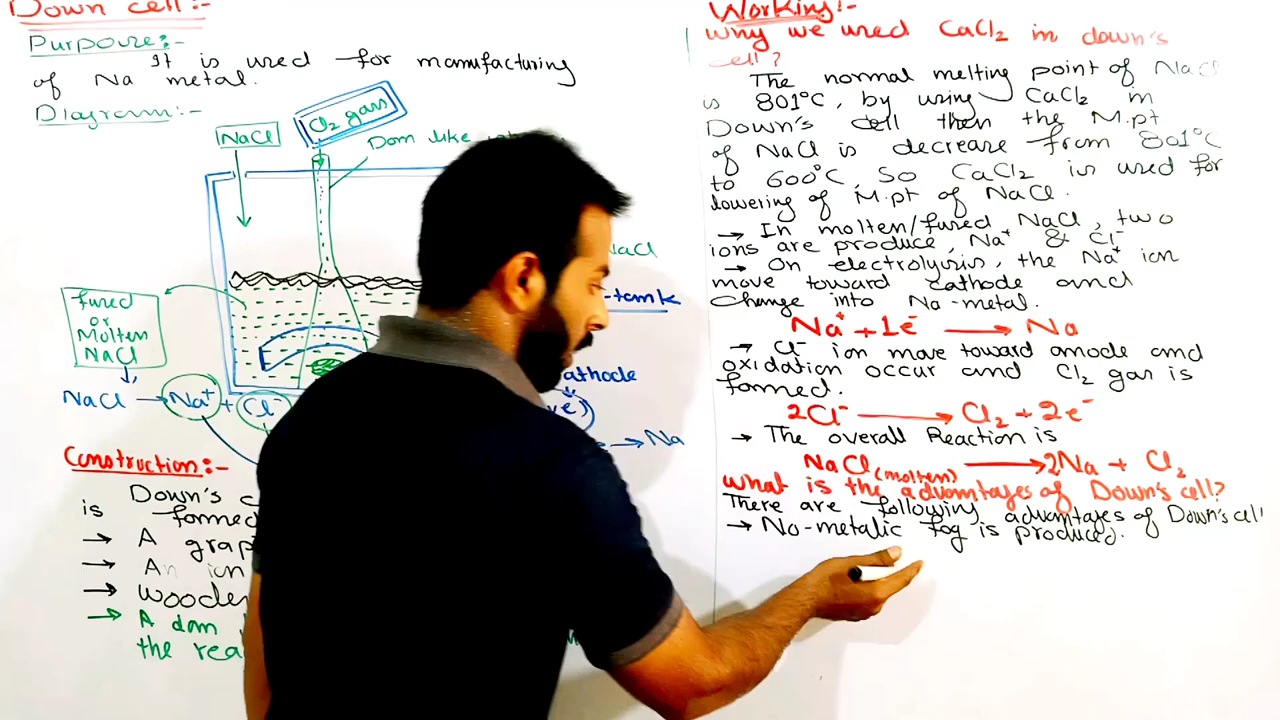 Down cell:-
Purpouse:-
It is used for manufacturing
of Na metal.
Diagram:-
NaCl
Cl2 gas
Dom like
NaCl
-tank
fused
or
Molten
NaCl
athode
(-ve)
NaCl → Na+ + Cl-
→ Na
Construction:-
Down's c
is formed
→ A grap
→ An ion
→ wooden
→ A dom
the rea
Working:-
why we used CaCl2 in down's
cell?
The normal melting point of NaCl
is 801°C, by using CaCl2 in
Down's cell then the M.pt
of NaCl is decrease from 801°C
to 600°C. So CaCl2 is used for
lowering of M.pt of NaCl.
→ In molten/fused NaCl, two
ions are produce, Na+ & Cl-
→ On electrolysis, the Na+ ion
move toward cathode and
change into Na-metal.
Na+ + 1e- → Na
→ Cl- ion move toward anode and
oxidation occur and Cl2 gas is
formed.
2Cl- → Cl2 + 2e-
→ The overall Reaction is
NaCl(molten) → 2Na + Cl2
what is the advantages of Down's cell?
There are following advantages of Down's cell
→ No-metalic fog is produced.